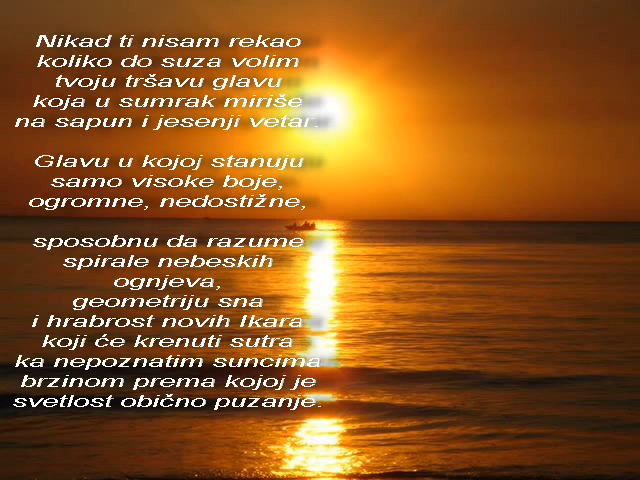 Nikad ti nisam rekao
koliko do suza volim
tvoju tršavu glavu
koja u sumrak miriše
na sapun i jesenji vetar.
Glavu u kojoj stanuju
samo visoke boje,
ogromne, nedostižne,
sposobnu da razume
spirale nebeskih
ognjeva,
geometriju sna
i hrabrost novih Ikara
koji će krenuti sutra
ka nepoznatim suncima
brzinom prema kojoj je
svetlost obično puzanje.